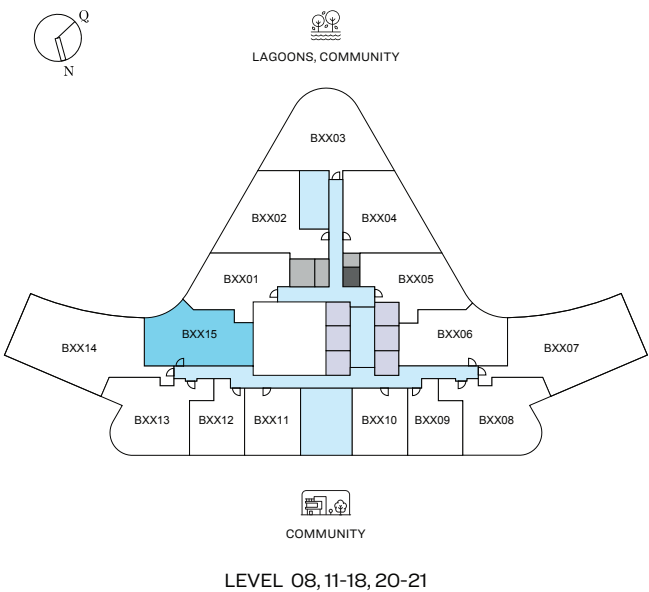 Q
N
LAGOONS, COMMUNITY
BXX03
BXX02
BXX04
BXX01
BXX05
BXX15
BXX06
BXX14
BXX07
BXX13
BXX12
BXX11
BXX10
BXX09
BXX08
COMMUNITY
LEVEL 08, 11-18, 20-21